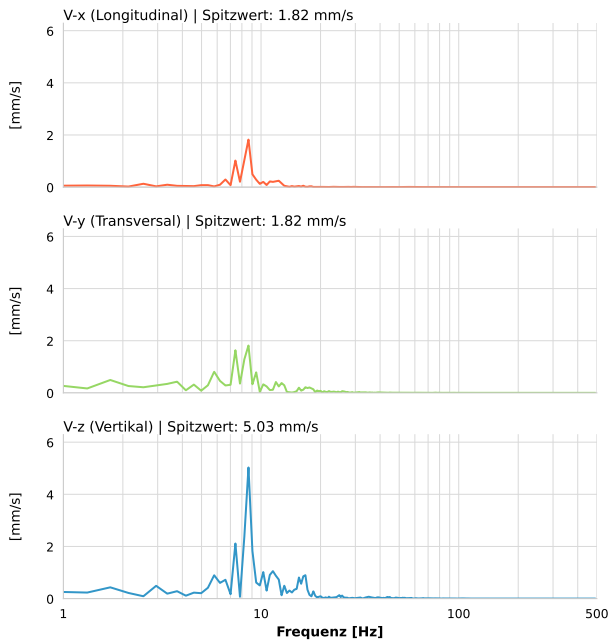 V-x (Longitudinal) | Spitzwert: 1.82 mm/s
6
4
2
0
[mm/s]
V-y (Transversal) | Spitzwert: 1.82 mm/s
6
4
2
0
[mm/s]
V-z (Vertikal) | Spitzwert: 5.03 mm/s
6
4
2
0
[mm/s]
1 10 100 500
Frequenz [Hz]